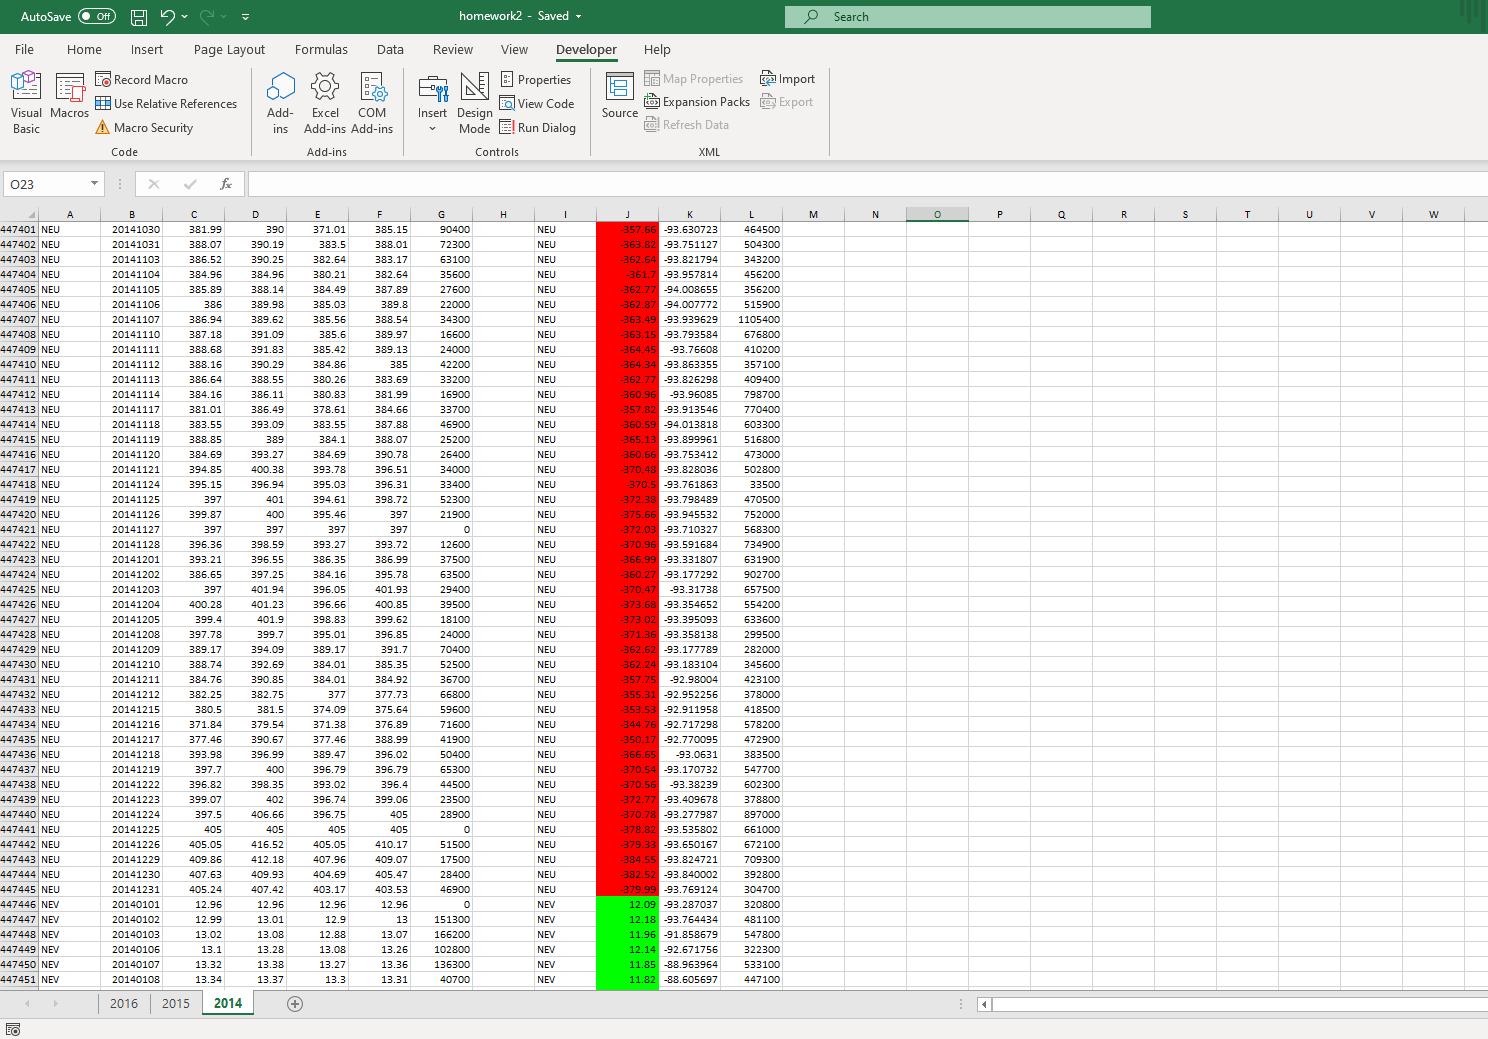 AutoSave Off homework2 - Saved Search
File Home Insert Page Layout Formulas Data Review View Developer Help
Visual Basic
Macros
Record Macro
Use Relative References
Macro Security
Code
Add-ins
Excel Add-ins
COM Add-ins
Add-ins
Insert
Design Mode
Properties
View Code
Run Dialog
Controls
Source
Map Properties
Expansion Packs
Refresh Data
Import
Export
XML
O23 fx
A B C D E F G H I J K L M N O P Q R S T U V W
447401 NEU 20141030 381.99 390 371.01 385.15 90400 NEU -357.66 -93.630723 464500
447402 NEU 20141031 388.07 390.19 383.5 388.01 72300 NEU -363.82 -93.751127 504300
447403 NEU 20141103 386.52 390.25 382.64 383.17 63100 NEU -362.64 -93.821794 343200
447404 NEU 20141104 384.96 384.96 380.21 382.64 35600 NEU -361.7 -93.957814 456200
447405 NEU 20141105 385.89 388.14 384.49 387.89 27600 NEU -362.77 -94.008655 356200
447406 NEU 20141106 386 389.98 385.03 389.8 22000 NEU -362.87 -94.007772 515900
447407 NEU 20141107 386.94 389.62 385.56 388.54 34300 NEU -363.49 -93.939629 1105400
447408 NEU 20141110 387.18 391.09 385.6 389.97 16600 NEU -363.15 -93.793584 676800
447409 NEU 20141111 388.68 391.83 385.42 389.13 24000 NEU -364.45 -93.76608 410200
447410 NEU 20141112 388.16 390.29 384.86 385 42200 NEU -364.34 -93.863355 357100
447411 NEU 20141113 386.64 388.55 380.26 383.69 33200 NEU -362.77 -93.826298 409400
447412 NEU 20141114 384.16 386.11 380.83 381.99 16900 NEU -360.96 -93.96085 798700
447413 NEU 20141117 381.01 386.49 378.61 384.66 33700 NEU -357.82 -93.913546 770400
447414 NEU 20141118 383.55 393.09 383.55 387.88 46900 NEU -360.59 -94.013818 603300
447415 NEU 20141119 388.85 389 384.1 388.07 25200 NEU -365.13 -93.899961 516800
447416 NEU 20141120 384.69 393.27 384.69 390.78 26400 NEU -360.66 -93.753412 473000
447417 NEU 20141121 394.85 400.38 393.78 396.51 34000 NEU -370.48 -93.828036 502800
447418 NEU 20141124 395.15 396.94 395.03 396.31 33400 NEU -370.5 -93.761863 33500
447419 NEU 20141125 397 401 394.61 398.72 52300 NEU -372.38 -93.798489 470500
447420 NEU 20141126 399.87 400 395.46 397 21900 NEU -375.66 -93.945532 752000
447421 NEU 20141127 397 397 397 397 0 NEU -372.03 -93.710327 568300
447422 NEU 20141128 396.36 398.59 393.27 393.72 12600 NEU -370.96 -93.591684 734900
447423 NEU 20141201 393.21 396.55 386.35 386.99 37500 NEU -366.99 -93.331807 631900
447424 NEU 20141202 386.65 397.25 384.16 395.78 63500 NEU -360.27 -93.177292 902700
447425 NEU 20141203 397 401.94 396.05 401.93 29400 NEU -370.47 -93.31738 657500
447426 NEU 20141204 400.28 401.23 396.66 400.85 39500 NEU -373.68 -93.354652 554200
447427 NEU 20141205 399.4 401.9 398.83 399.62 18100 NEU -373.02 -93.395093 633600
447428 NEU 20141208 397.78 399.7 395.01 396.85 24000 NEU -371.36 -93.358138 299500
447429 NEU 20141209 389.17 394.09 389.17 391.7 70400 NEU -362.62 -93.177789 282000
447430 NEU 20141210 388.74 392.69 384.01 385.35 52500 NEU -362.24 -93.183104 345600
447431 NEU 20141211 384.76 390.85 384.01 384.92 36700 NEU -357.75 -92.98004 423100
447432 NEU 20141212 382.25 382.75 377 377.73 66800 NEU -355.31 -92.952256 378000
447433 NEU 20141215 380.5 381.5 374.09 375.64 59600 NEU -353.53 -92.911958 418500
447434 NEU 20141216 371.84 379.54 371.38 376.89 71600 NEU -344.76 -92.717298 578200
447435 NEU 20141217 377.46 390.67 377.46 388.99 41900 NEU -350.17 -92.770095 472900
447436 NEU 20141218 393.98 396.99 389.47 396.02 50400 NEU -366.65 -93.0631 383500
447437 NEU 20141219 397.7 400 396.79 396.79 65300 NEU -370.54 -93.170732 547700
447438 NEU 20141222 396.82 398.35 393.02 396.4 44500 NEU -370.56 -93.38239 602300
447439 NEU 20141223 399.07 402 396.74 399.06 23500 NEU -372.77 -93.409678 378800
447440 NEU 20141224 397.5 406.66 396.75 405 28900 NEU -370.78 -93.277987 897000
447441 NEU 20141225 405 405 405 405 0 NEU -378.82 -93.535802 661000
447442 NEU 20141226 405.05 416.52 405.05 410.17 51500 NEU -379.33 -93.650167 672100
447443 NEU 20141229 409.86 412.18 407.96 409.07 17500 NEU -384.55 -93.824721 709300
447444 NEU 20141230 407.63 409.93 404.69 405.47 28400 NEU -382.52 -93.840002 392800
447445 NEU 20141231 405.24 407.42 403.17 403.53 46900 NEU -379.99 -93.769124 304700
447446 NEV 20140101 12.96 12.96 12.96 12.96 0 NEV 12.09 -93.287037 320800
447447 NEV 20140102 12.99 13.01 12.9 13 151300 NEV 12.18 -93.764434 481100
447448 NEV 20140103 13.02 13.08 12.88 13.07 166200 NEV 11.96 -91.858679 547800
447449 NEV 20140106 13.1 13.28 13.08 13.26 102800 NEV 12.14 -92.671756 322300
447450 NEV 20140107 13.32 13.38 13.27 13.36 136300 NEV 11.85 -88.963964 533100
447451 NEV 20140108 13.34 13.37 13.3 13.31 40700 NEV 11.82 -88.605697 447100
2016 2015 2014